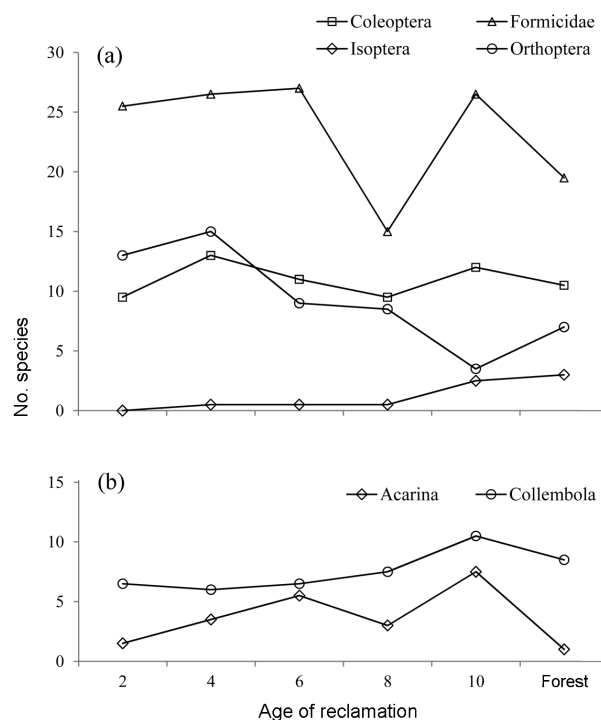 Coleoptera Formicidae
Isoptera Orthoptera
(a)
30
25
20
15
10
5
0
No. species
(b)
Acarina Collembola
15
10
5
0
2 4 6 8 10 Forest
Age of reclamation